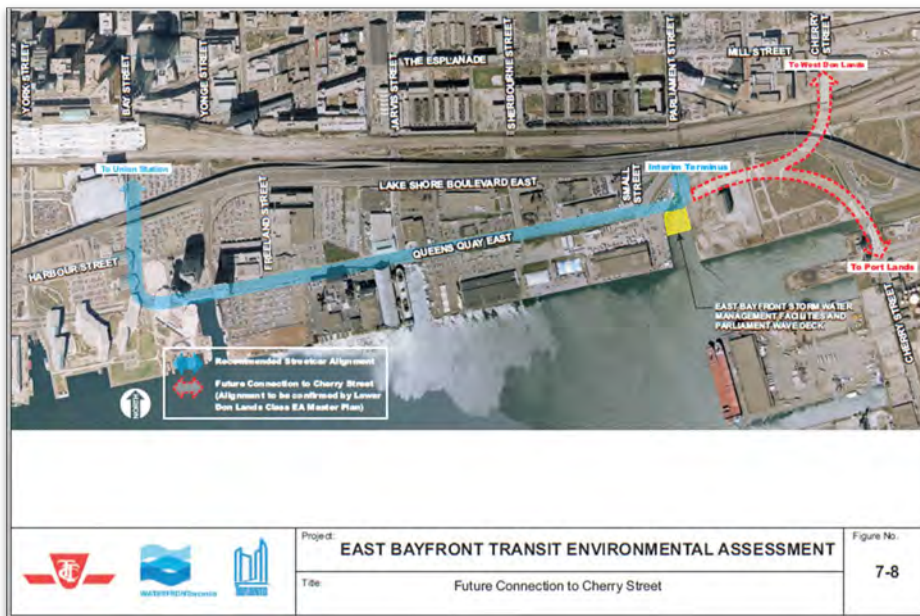 YORK STREET
BAY STREET
YONGE STREET
JARVIS STREET
THE ESPLANADE
SHERBOURNE STREET
PARLIAMENT STREET
MILL STREET
CHERRY
STREET
To West Don Lands
To Union Station
Interim Terminus
LAKE SHORE BOULEVARD EAST
SMALL
STREET
FREELAND STREET
HARBOUR STREET
QUEENS QUAY EAST
To Port Lands
EAST BAYFRONT STORM WATER
MANAGEMENT FACILITIES AND
PARLIAMENT WAVE DECK
CHERRY STREET
Recommended Streetcar Alignment
Future Connection to Cherry Street
(Alignment to be confirmed by Lower
Don Lands Class EA Master Plan)
NORTH
Project:
EAST BAYFRONT TRANSIT ENVIRONMENTAL ASSESSMENT
Figure No.
7-8
Title:
Future Connection to Cherry Street
TTC
WATERFRONToronto
TORONTO